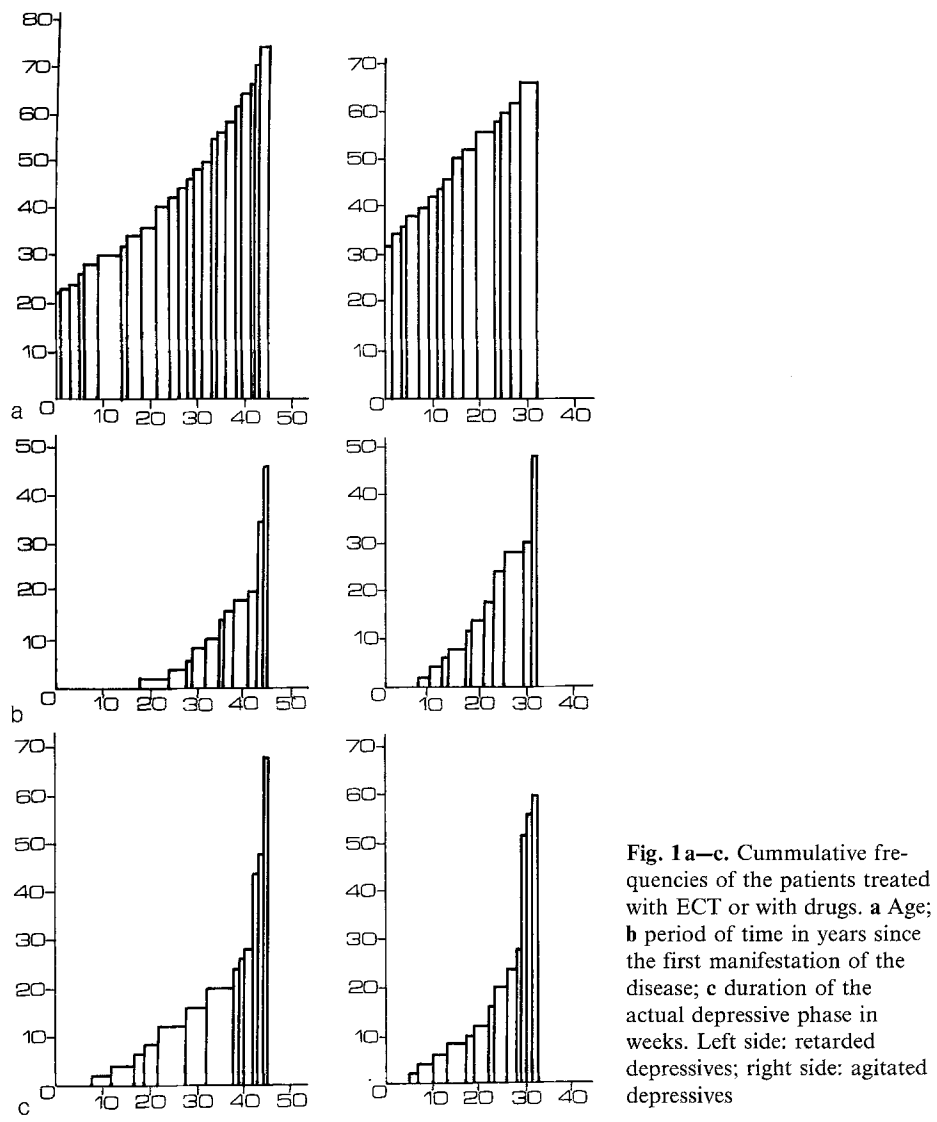 80
70
60
50
40
30
20
10
a 0 10 20 30 40 50
70
60
50
40
30
20
10
0 10 20 30 40
50
40
30
20
10
0 10 20 30 40 50
b
50
40
30
20
10
0 10 20 30 40
70
60
50
40
30
20
10
0 10 20 30 40 50
c
70
60
50
40
30
20
10
0 10 20 30 40
Fig. 1a—c. Cummulative fre-
quencies of the patients treated
with ECT or with drugs. a Age;
b period of time in years since
the first manifestation of the
disease; c duration of the
actual depressive phase in
weeks. Left side: retarded
depressives; right side: agitated
depressives